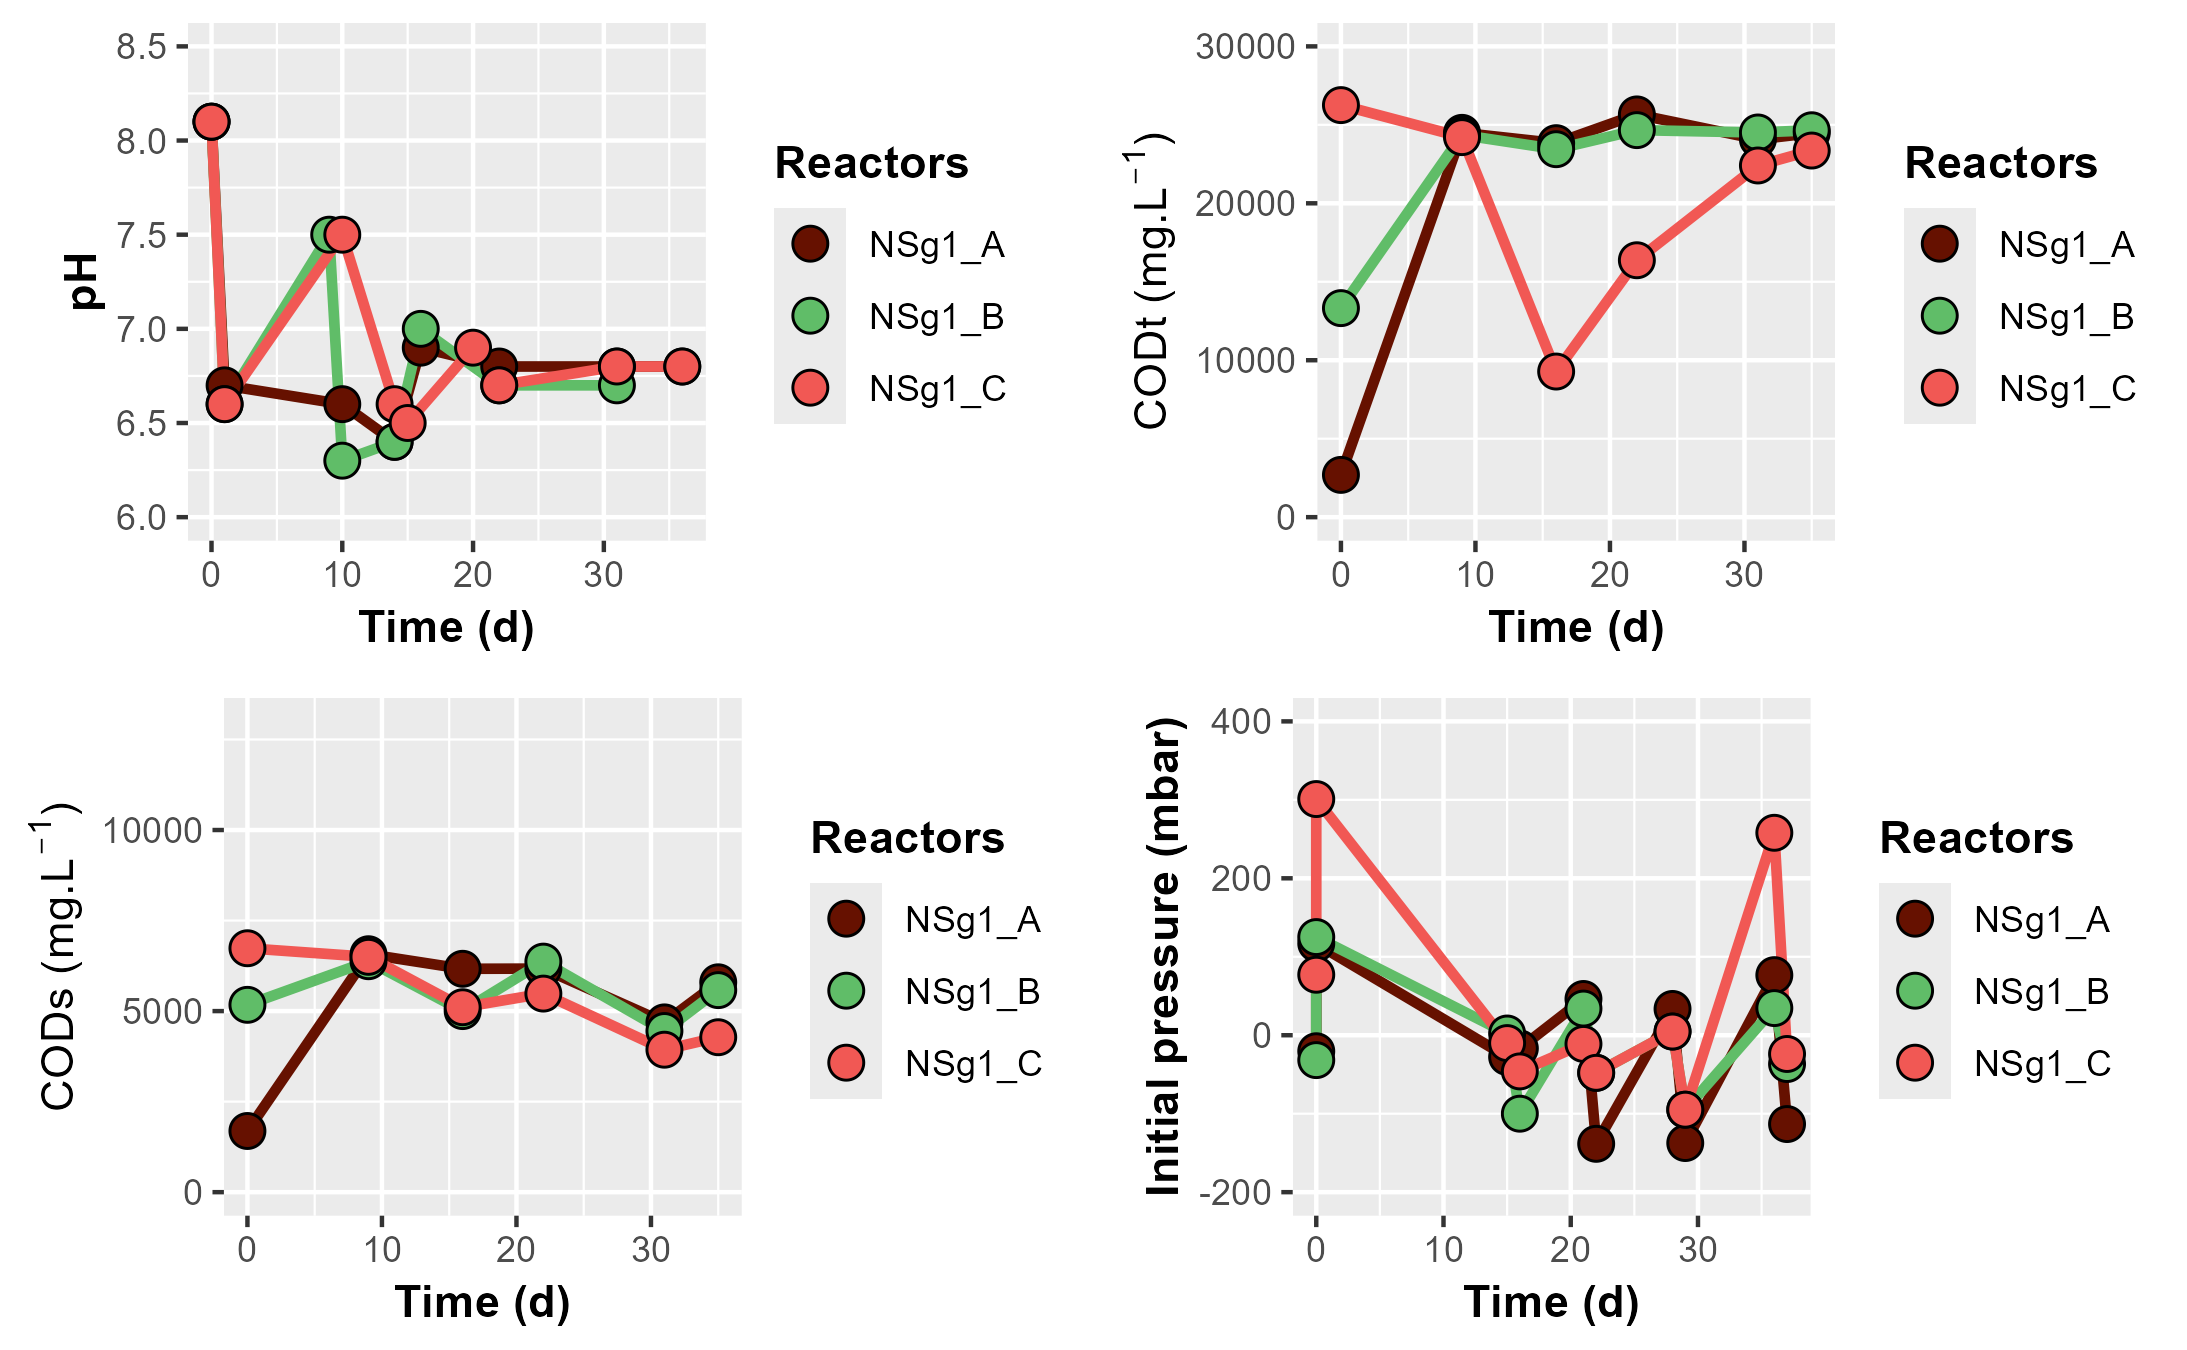 pH
8.5
8.0
7.5
7.0
6.5
6.0
0 10 20 30
Time (d)
Reactors
NSg1_A
NSg1_B
NSg1_C
CODt (mg.L⁻¹)
30000
20000
10000
0
0 10 20 30
Time (d)
Reactors
NSg1_A
NSg1_B
NSg1_C
CODs (mg.L⁻¹)
10000
5000
0
0 10 20 30
Time (d)
Reactors
NSg1_A
NSg1_B
NSg1_C
Initial pressure (mbar)
400
200
0
-200
0 10 20 30
Time (d)
Reactors
NSg1_A
NSg1_B
NSg1_C